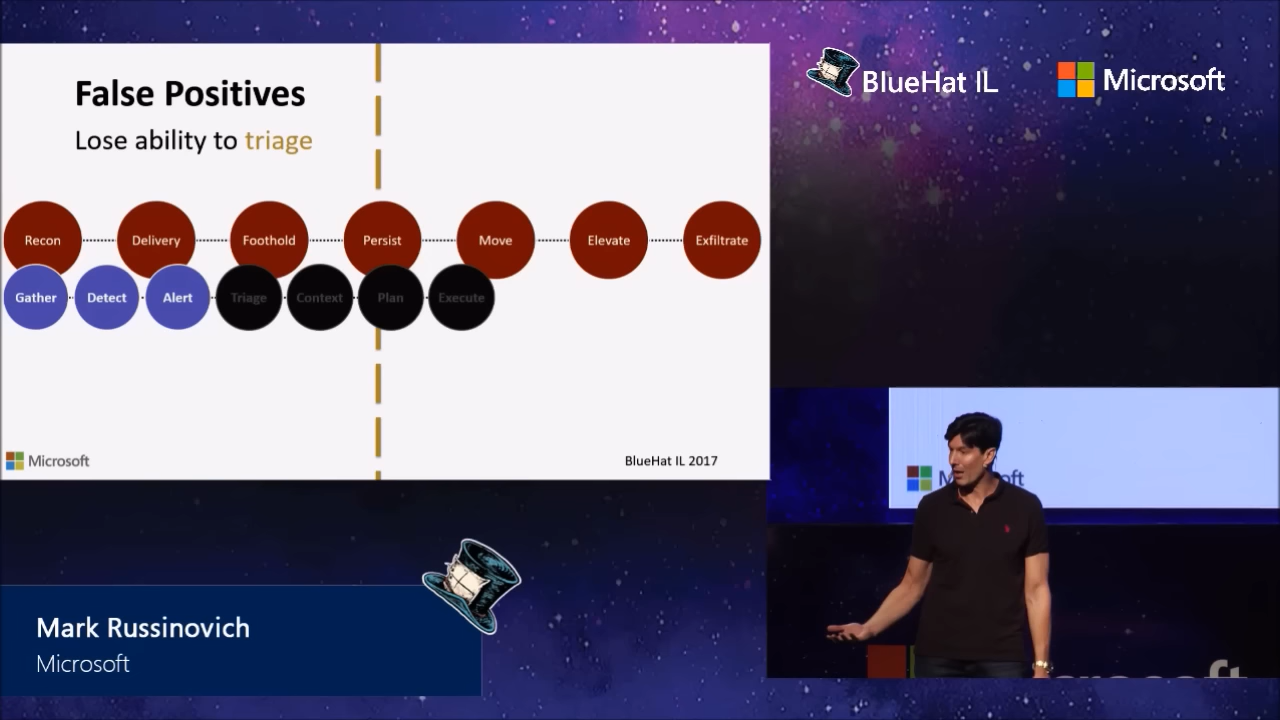 False Positives
Lose ability to triage
Recon Delivery Foothold Persist Move Elevate Exfiltrate
Gather Detect Alert Triage Context Plan Execute
Microsoft
BlueHat IL 2017
BlueHat IL
Microsoft
Mark Russinovich
Microsoft